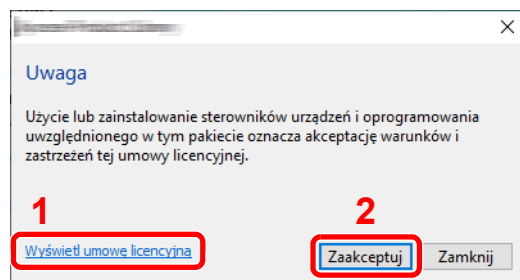 Uwaga
Użycie lub zainstalowanie sterowników urządzeń i oprogramowania
uwzględnionego w tym pakiecie oznacza akceptację warunków i
zastrzeżeń tej umowy licencyjnej.
1
2
Wyświetl umowę licencyjną
Zaakceptuj
Zamknij